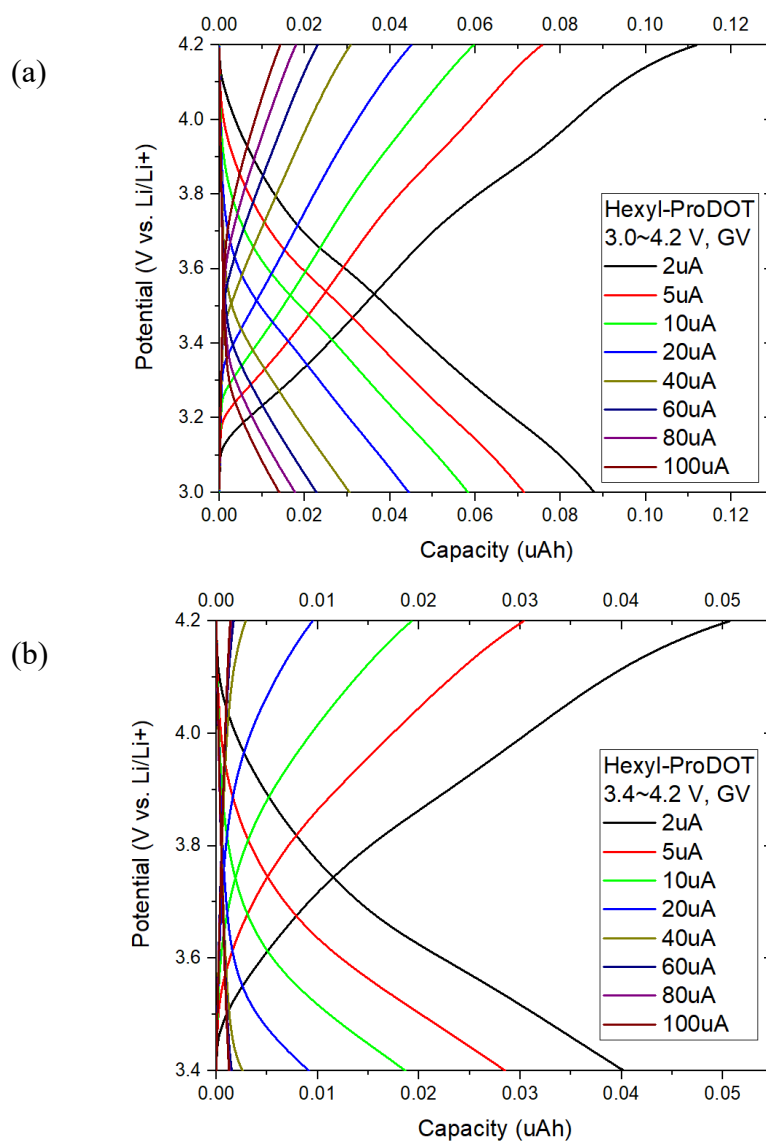 (a)
0.00 0.02 0.04 0.06 0.08 0.10 0.12
4.2
4.0
3.8
3.6
3.4
3.2
3.0
Potential (V vs. Li/Li+)
Hexyl-ProDOT
3.0~4.2 V, GV
2uA
5uA
10uA
20uA
40uA
60uA
80uA
100uA
0.00 0.02 0.04 0.06 0.08 0.10 0.12
Capacity (uAh)
(b)
0.00 0.01 0.02 0.03 0.04 0.05
4.2
4.0
3.8
3.6
3.4
Potential (V vs. Li/Li+)
Hexyl-ProDOT
3.4~4.2 V, GV
2uA
5uA
10uA
20uA
40uA
60uA
80uA
100uA
0.00 0.01 0.02 0.03 0.04 0.05
Capacity (uAh)